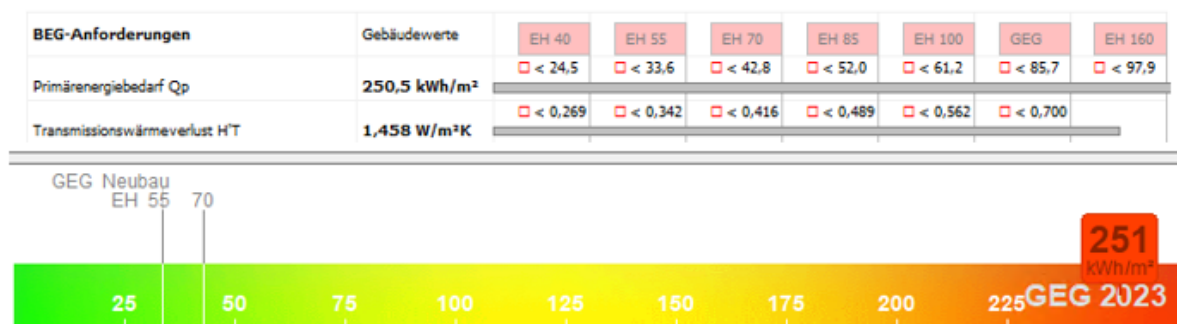 BEG-Anforderungen Gebäudewerte EH 40 EH 55 EH 70 EH 85 EH 100 GEG EH 160
Primärenergiebedarf Qp 250,5 kWh/m² < 24,5 < 33,6 < 42,8 < 52,0 < 61,2 < 85,7 < 97,9
Transmissionswärmeverlust H'T 1,458 W/m²K < 0,269 < 0,342 < 0,416 < 0,489 < 0,562 < 0,700
GEG Neubau
EH 55 70
251
kWh/m²
25 50 75 100 125 150 175 200 225 GEG 2023